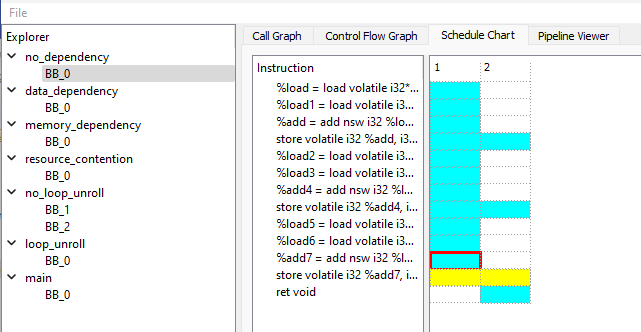 File
Explorer
no_dependency
BB_0
data_dependency
BB_0
memory_dependency
BB_0
resource_contention
BB_0
no_loop_unroll
BB_1
BB_2
loop_unroll
BB_0
main
BB_0
Call Graph Control Flow Graph Schedule Chart Pipeline Viewer
Instruction 1 2
%load = load volatile i32*...
%load1 = load volatile i3...
%add = add nsw i32 %lo...
store volatile i32 %add, i...
%load2 = load volatile i3...
%load3 = load volatile i3...
%add4 = add nsw i32 %l...
store volatile i32 %add4, i...
%load5 = load volatile i3...
%load6 = load volatile i3...
%add7 = add nsw i32 %l...
store volatile i32 %add7, i...
ret void